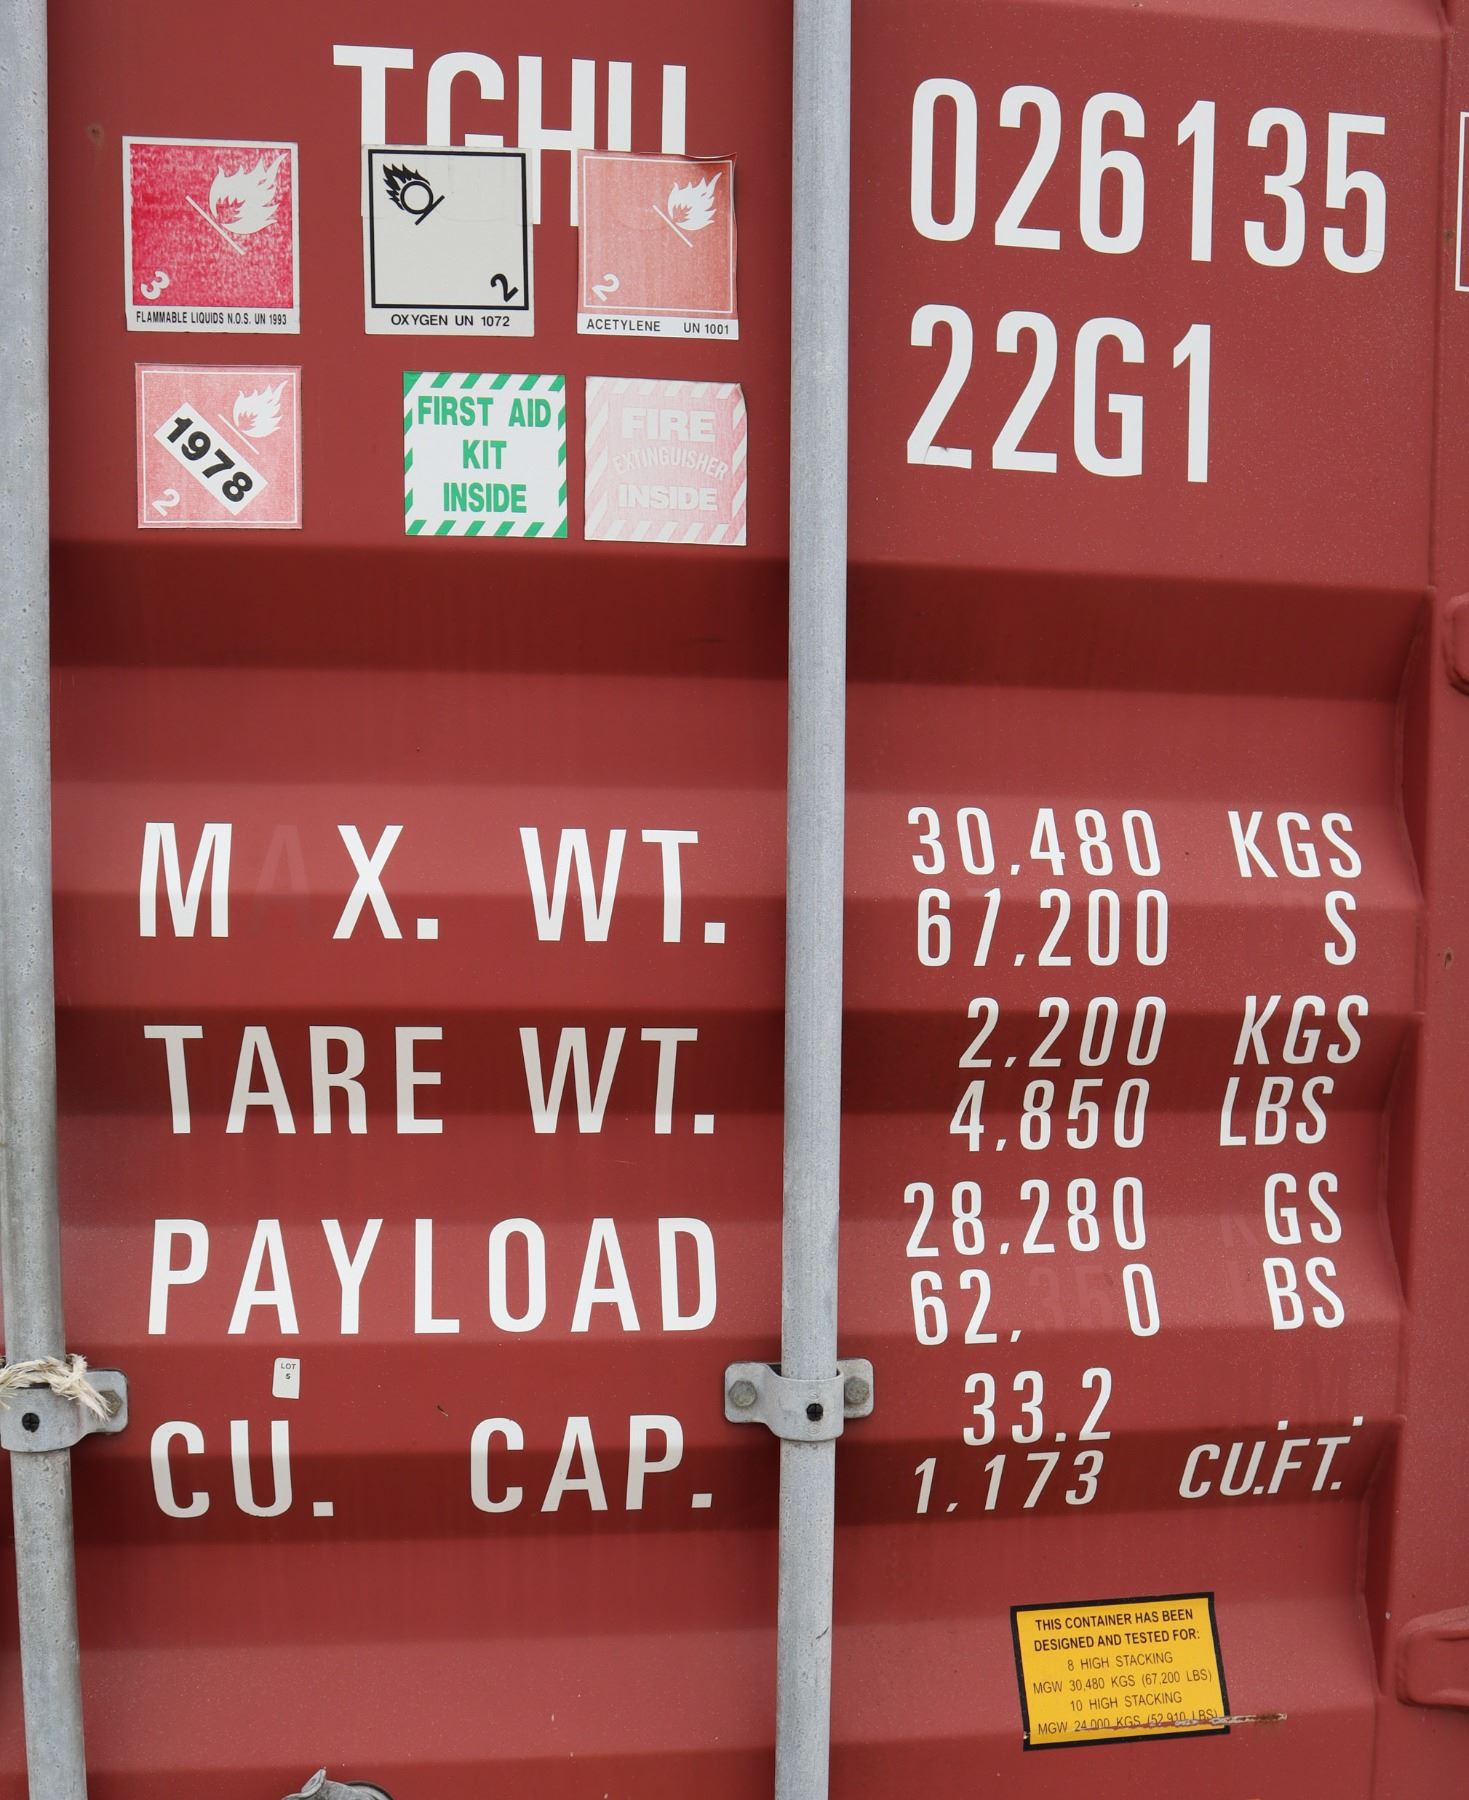 TGHU 026135
22G1
3
FLAMMABLE LIQUIDS N.O.S. UN 1993
2
OXYGEN UN 1072
2
ACETYLENE UN 1001
1978
2
FIRST AID
KIT
INSIDE
FIRE
EXTINGUISHER
INSIDE
MAX. WT. 30,480 KGS
67,200 S
TARE WT. 2,200 KGS
4,850 LBS
PAYLOAD 28,280 KGS
62,350 LBS
LOT
5
CU. CAP. 33.2
1,173 CU.FT.
THIS CONTAINER HAS BEEN
DESIGNED AND TESTED FOR:
8 HIGH STACKING
MGW 30,480 KGS (67,200 LBS)
10 HIGH STACKING
MGW 24,000 KGS (52,910 LBS)